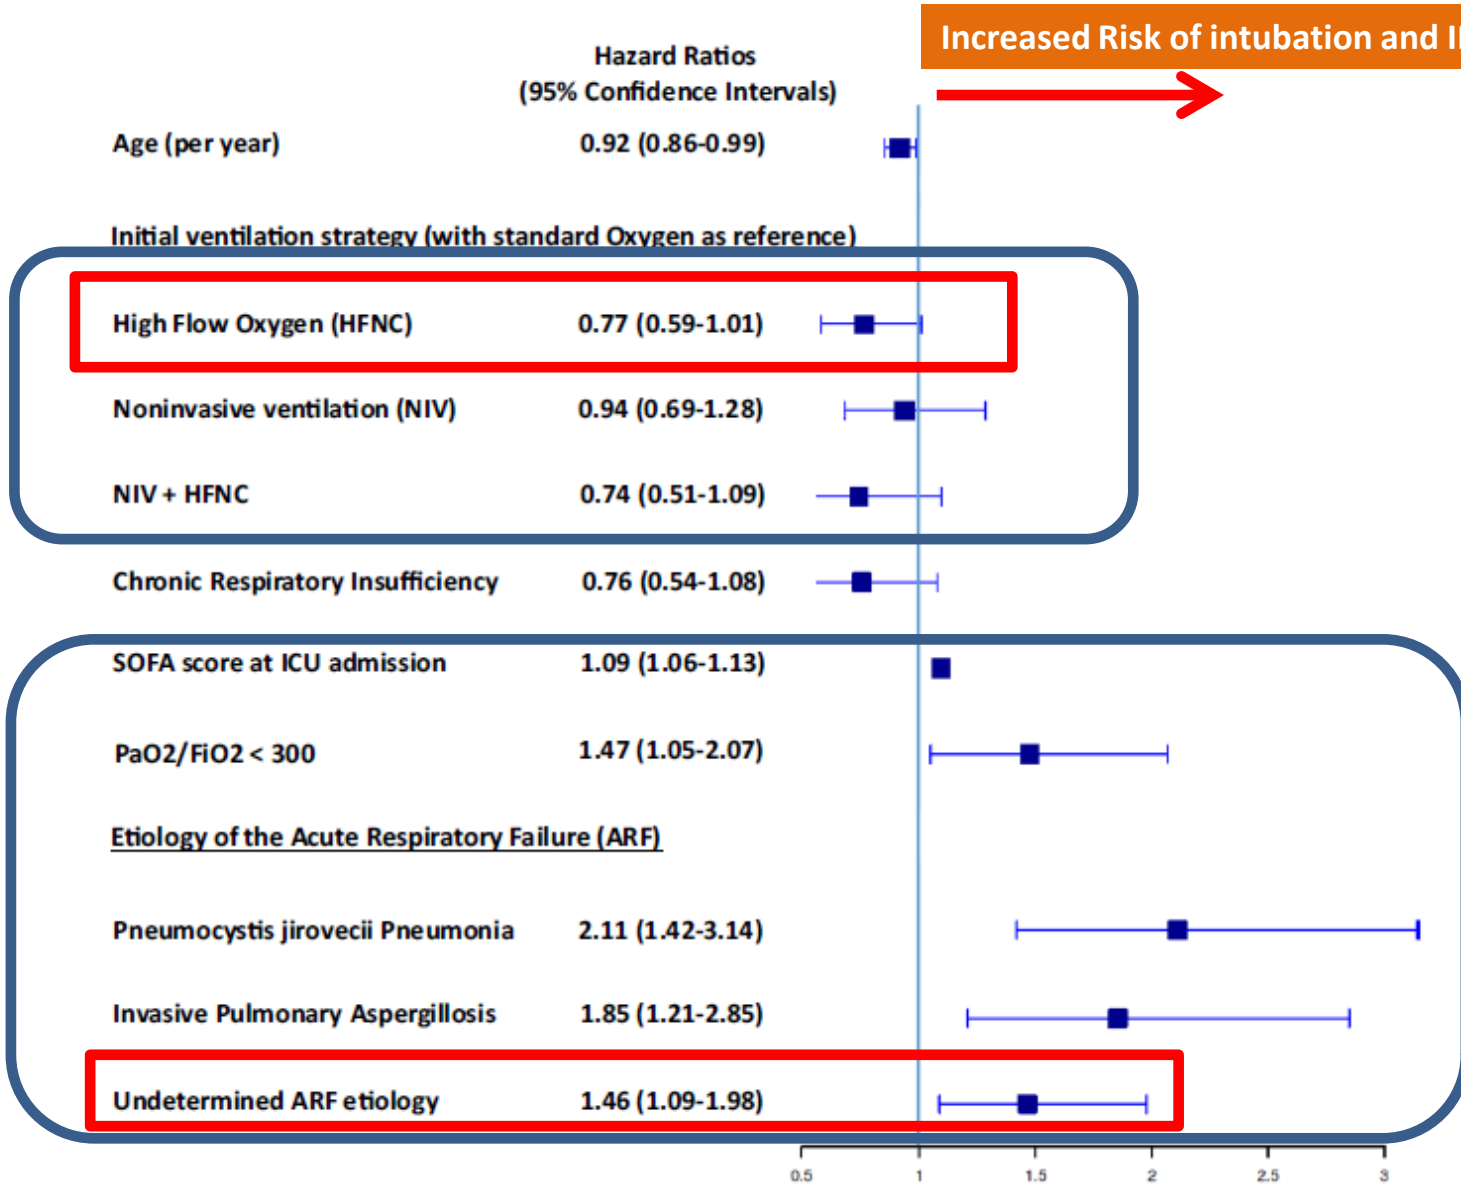 Increased Risk of intubation and
Hazard Ratios
(95% Confidence Intervals)
Age (per year) 0.92 (0.86-0.99)
Initial ventilation strategy (with standard Oxygen as reference)
High Flow Oxygen (HFNC) 0.77 (0.59-1.01)
Noninvasive ventilation (NIV) 0.94 (0.69-1.28)
NIV + HFNC 0.74 (0.51-1.09)
Chronic Respiratory Insufficiency 0.76 (0.54-1.08)
SOFA score at ICU admission 1.09 (1.06-1.13)
PaO2/FiO2 < 300 1.47 (1.05-2.07)
Etiology of the Acute Respiratory Failure (ARF)
Pneumocystis jirovecii Pneumonia 2.11 (1.42-3.14)
Invasive Pulmonary Aspergillosis 1.85 (1.21-2.85)
Undetermined ARF etiology 1.46 (1.09-1.98)
0.5 1 1.5 2 2.5 3